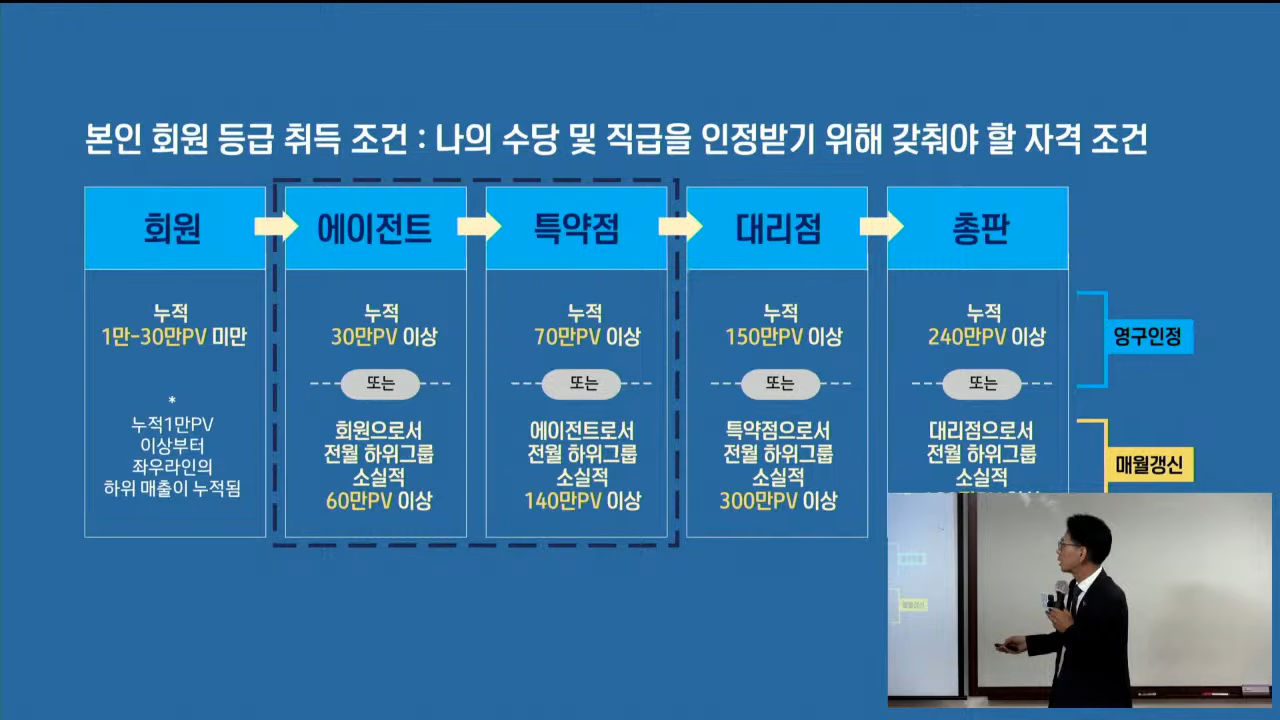 본인 회원 등급 취득 조건 : 나의 수당 및 직급을 인정받기 위해 갖춰야 할 자격 조건
회원
에이전트
특약점
대리점
총판
누적
1만-30만PV 미만
*
누적1만PV
이상부터
좌우라인의
하위 매출이 누적됨
누적
30만PV 이상
또는
회원으로서
전월 하위그룹
소실적
60만PV 이상
누적
70만PV 이상
또는
에이전트로서
전월 하위그룹
소실적
140만PV 이상
누적
150만PV 이상
또는
특약점으로서
전월 하위그룹
소실적
300만PV 이상
누적
240만PV 이상
또는
대리점으로서
전월 하위그룹
소실적
영구인정
매월갱신